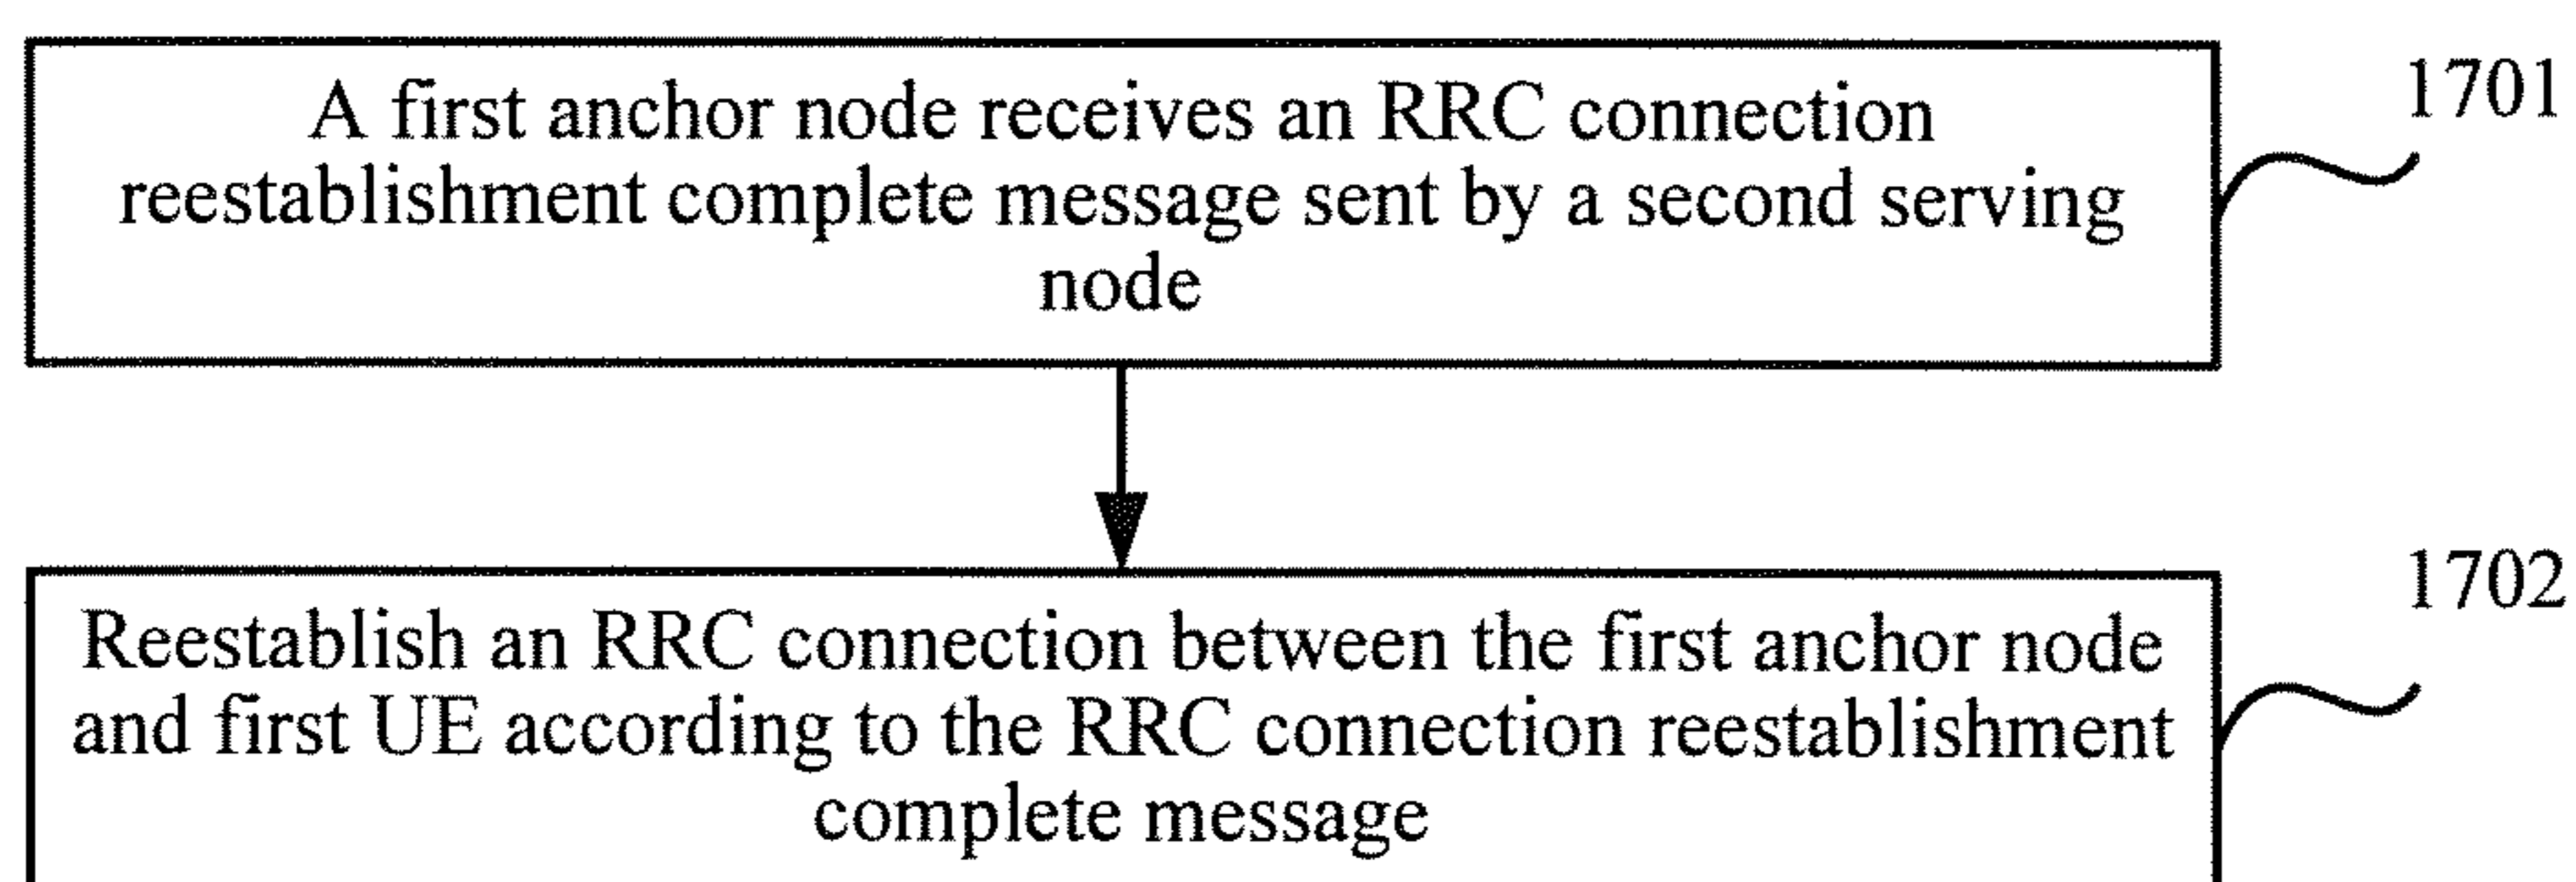 A first anchor node receives an RRC connection
reestablishment complete message sent by a second serving
node
1701
Reestablish an RRC connection between the first anchor node
and first UE according to the RRC connection reestablishment
complete message
1702